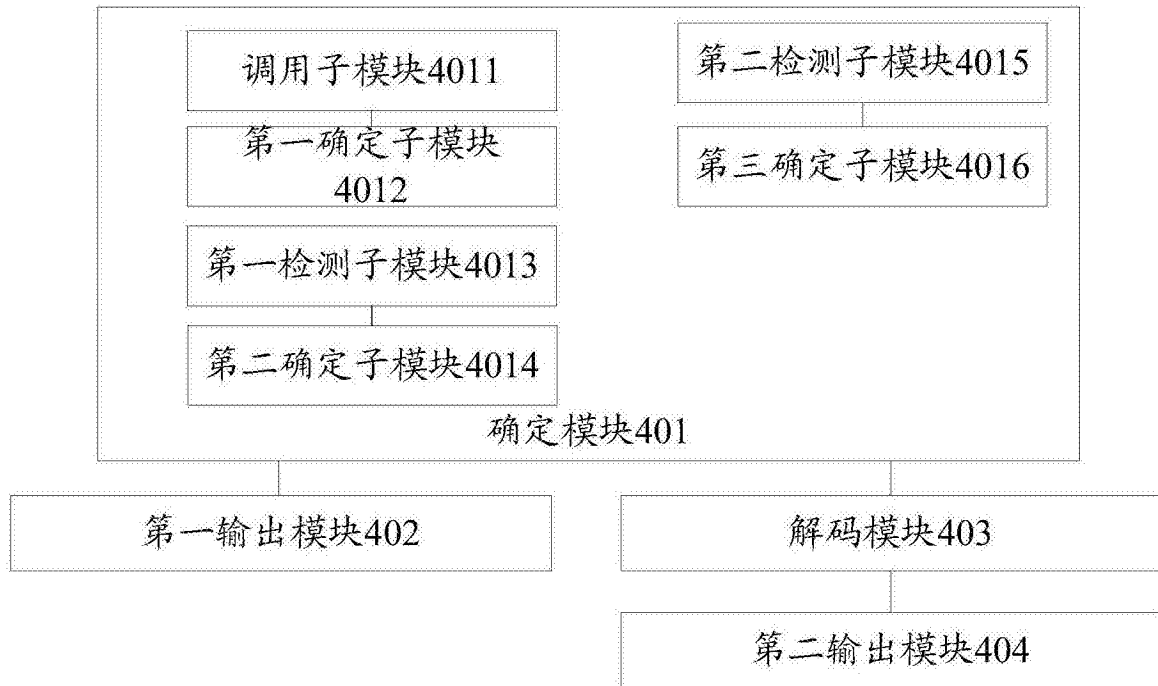 调用子模块4011
第一确定子模块
4012
第一检测子模块4013
第二确定子模块4014
第二检测子模块4015
第三确定子模块4016
确定模块401
第一输出模块402
解码模块403
第二输出模块404